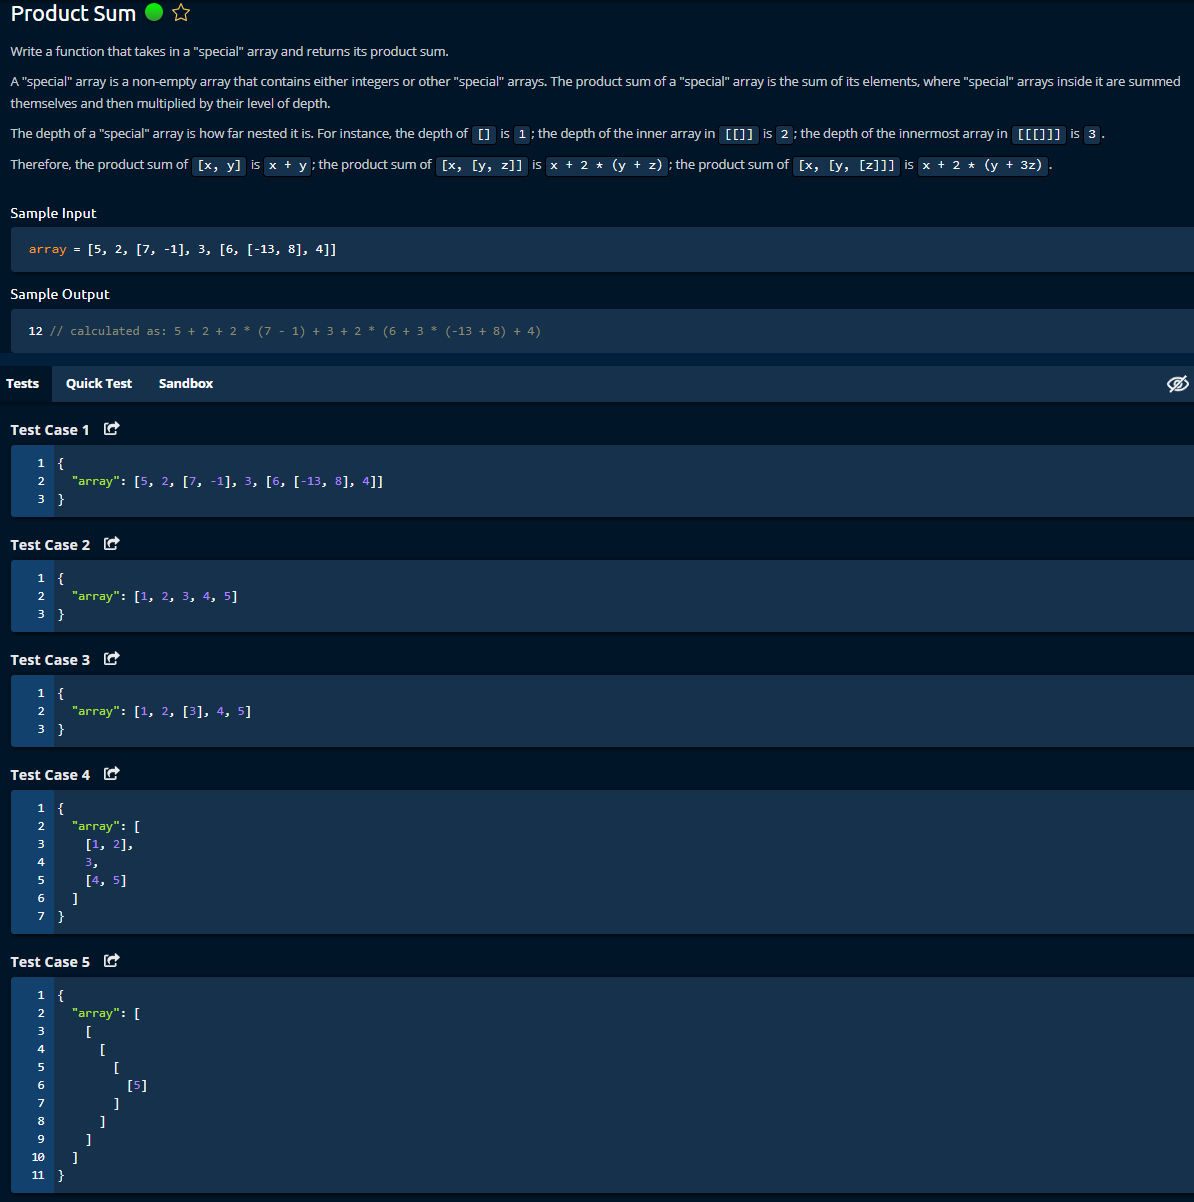 Product Sum
Write a function that takes in a "special" array and returns its product sum.
A "special" array is a non-empty array that contains either integers or other "special" arrays. The product sum of a "special" array is the sum of its elements, where "special" arrays inside it are summed
themselves and then multiplied by their level of depth.
The depth of a "special" array is how far nested it is. For instance, the depth of [] is 1; the depth of the inner array in [[]] is 2; the depth of the innermost array in [[[]]] is 3.
Therefore, the product sum of [x, y] is x + y; the product sum of [x, [y, z]] is x + 2 * (y + z); the product sum of [x, [y, [z]]] is x + 2 * (y + 3z).
Sample Input
array = [5, 2, [7, -1], 3, [6, [-13, 8], 4]]
Sample Output
12 // calculated as: 5 + 2 + 2 * (7 - 1) + 3 + 2 * (6 + 3 * (-13 + 8) + 4)
Tests Quick Test Sandbox
Test Case 1
1 {
2 "array": [5, 2, [7, -1], 3, [6, [-13, 8], 4]]
3 }
Test Case 2
1 {
2 "array": [1, 2, 3, 4, 5]
3 }
Test Case 3
1 {
2 "array": [1, 2, [3], 4, 5]
3 }
Test Case 4
1 {
2 "array": [
3 [1, 2],
4 3,
5 [4, 5]
6 ]
7 }
Test Case 5
1 {
2 "array": [
3 [
4 [
5 [
6 [5]
7 ]
8 ]
9 ]
10 ]
11 }